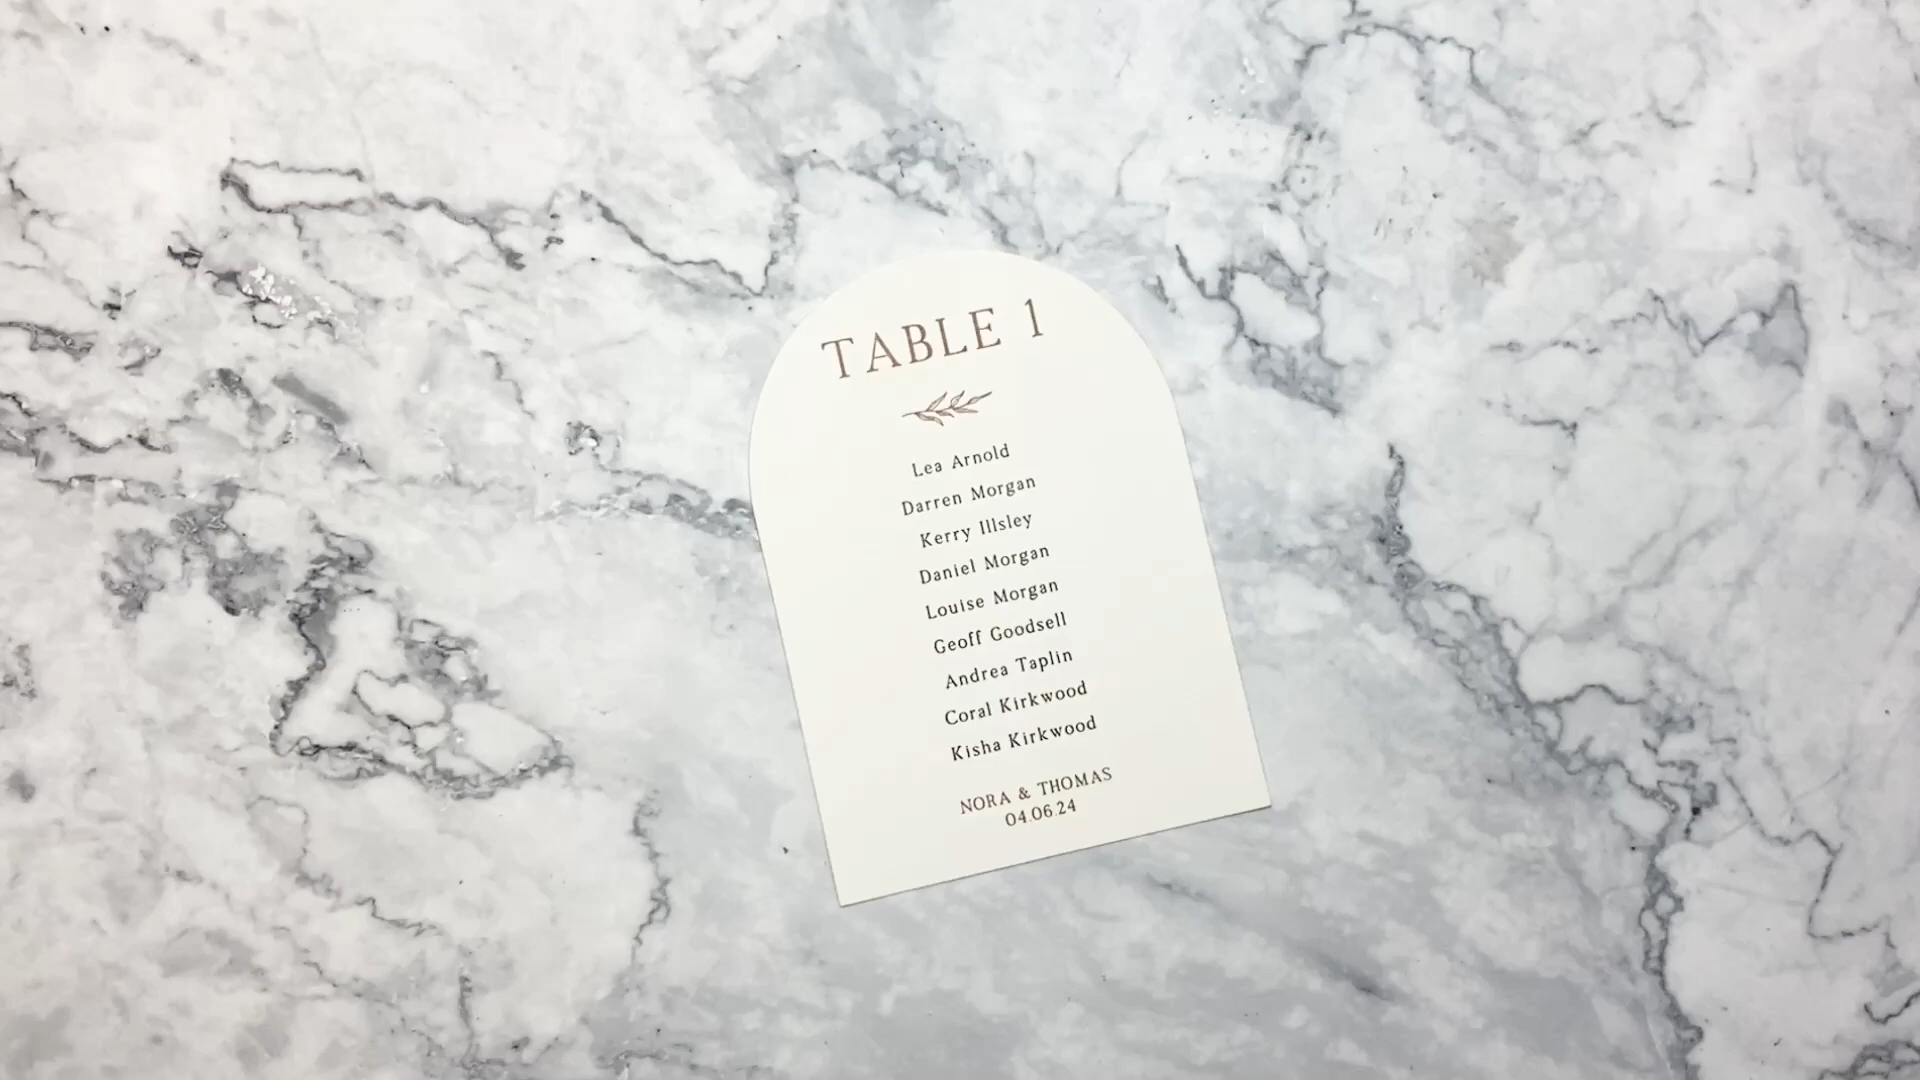 TABLE 1
Lea Arnold
Darren Morgan
Kerry Illsley
Daniel Morgan
Louise Morgan
Geoff Goodsell
Andrea Taplin
Coral Kirkwood
Kisha Kirkwood
NORA & THOMAS
04.06.24